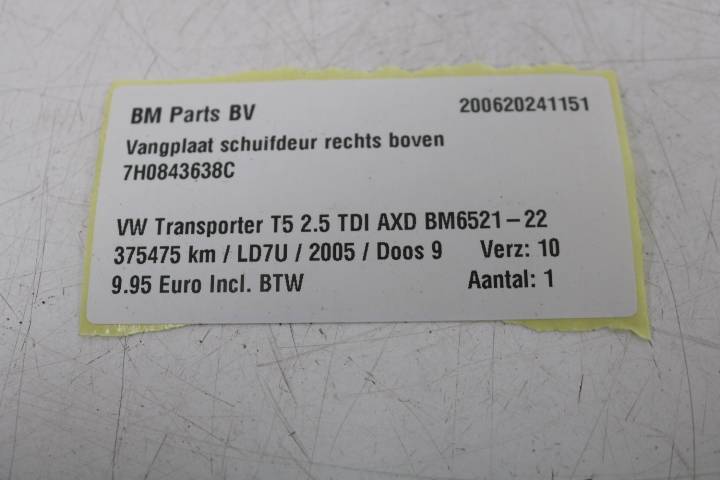 BM Parts BV 200620241151
Vangplaat schuifdeur rechts boven
7H0843638C
VW Transporter T5 2.5 TDI AXD BM6521-22
375475 km / LD7U / 2005 / Doos 9 Verz: 10
9.95 Euro Incl. BTW Aantal: 1